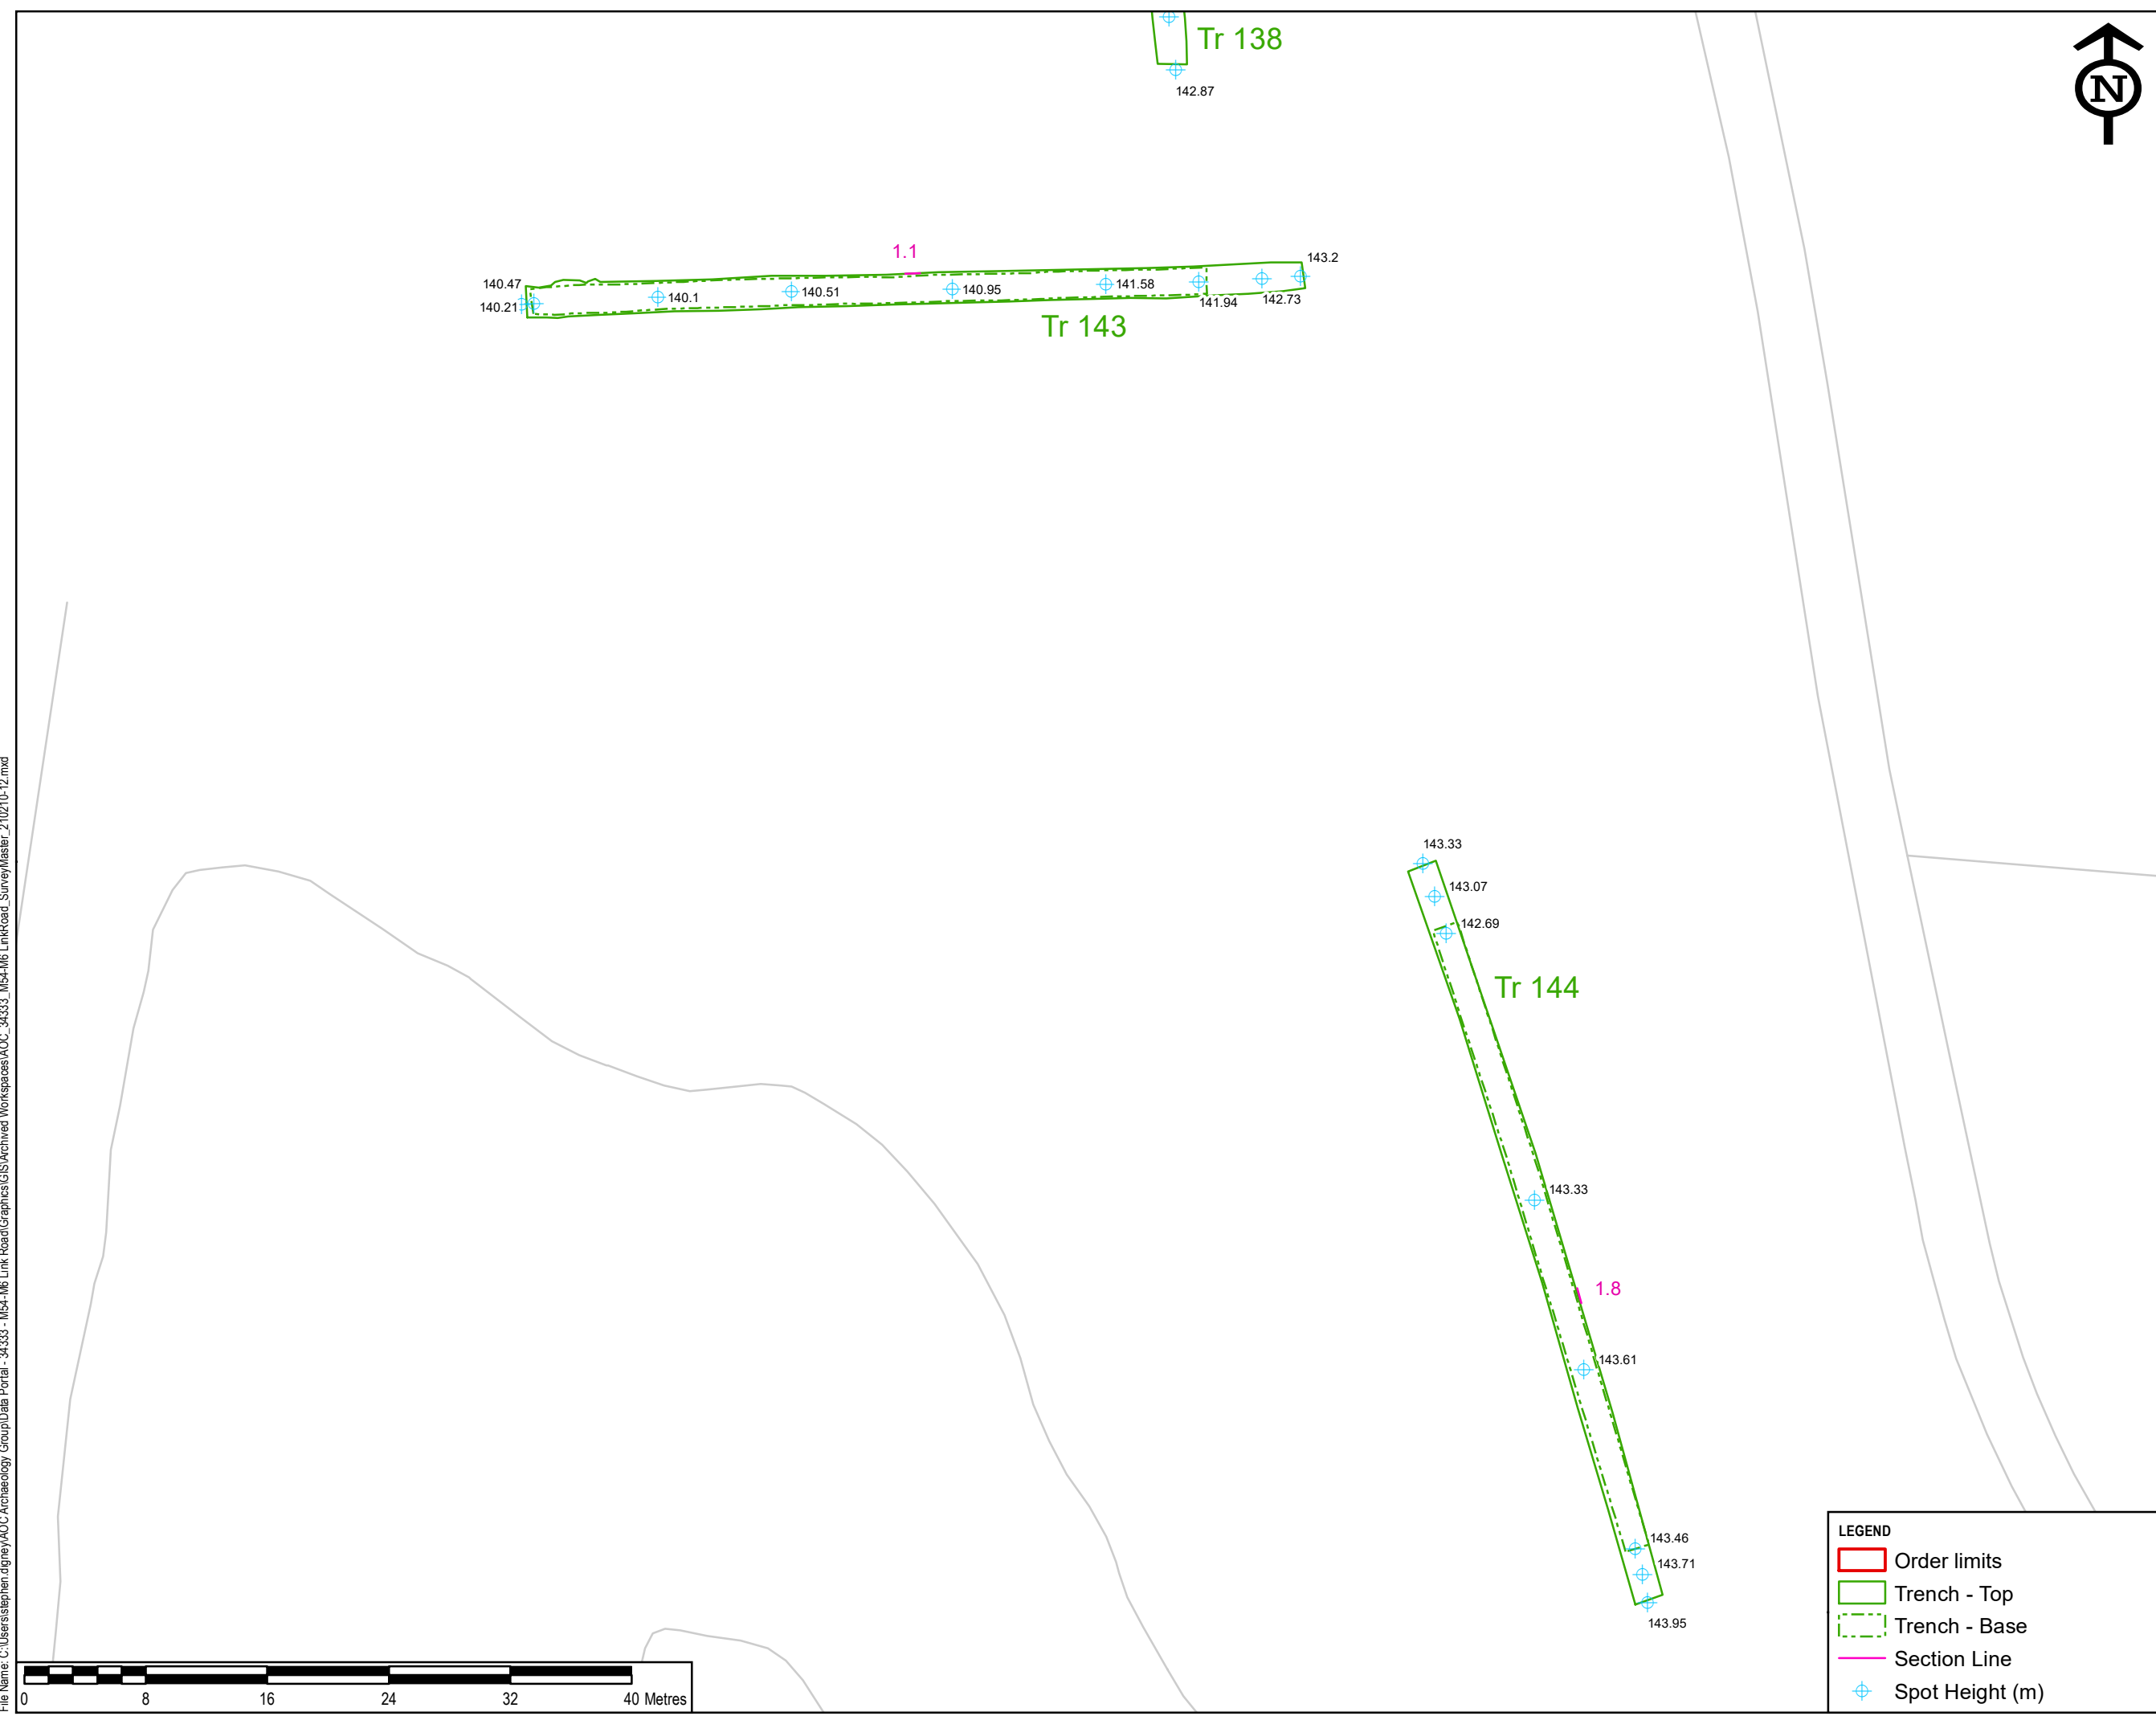 Tr 138
N
142.87
1.1
143.2
140.47
140.1
140.51
140.95
141.58
140.21
141.94
142.73
Tr 143
File Name: C:\Users\stephen.digney\AOC Archaeology Group\Data Portal - 34333 - M54-M6 Link Road\Graphics\GIS\Archived Workspaces\AOC_34333_M54-M6 LinkRoad_SurveyMaster_210210-12.mxd
143.33
143.07
142.69
Tr 144
143.33
1.8
143.61
143.46
143.71
143.95
LEGEND
Order limits
Trench - Top
Trench - Base
Section Line
Spot Height (m)
0 8 16 24 32 40 Metres